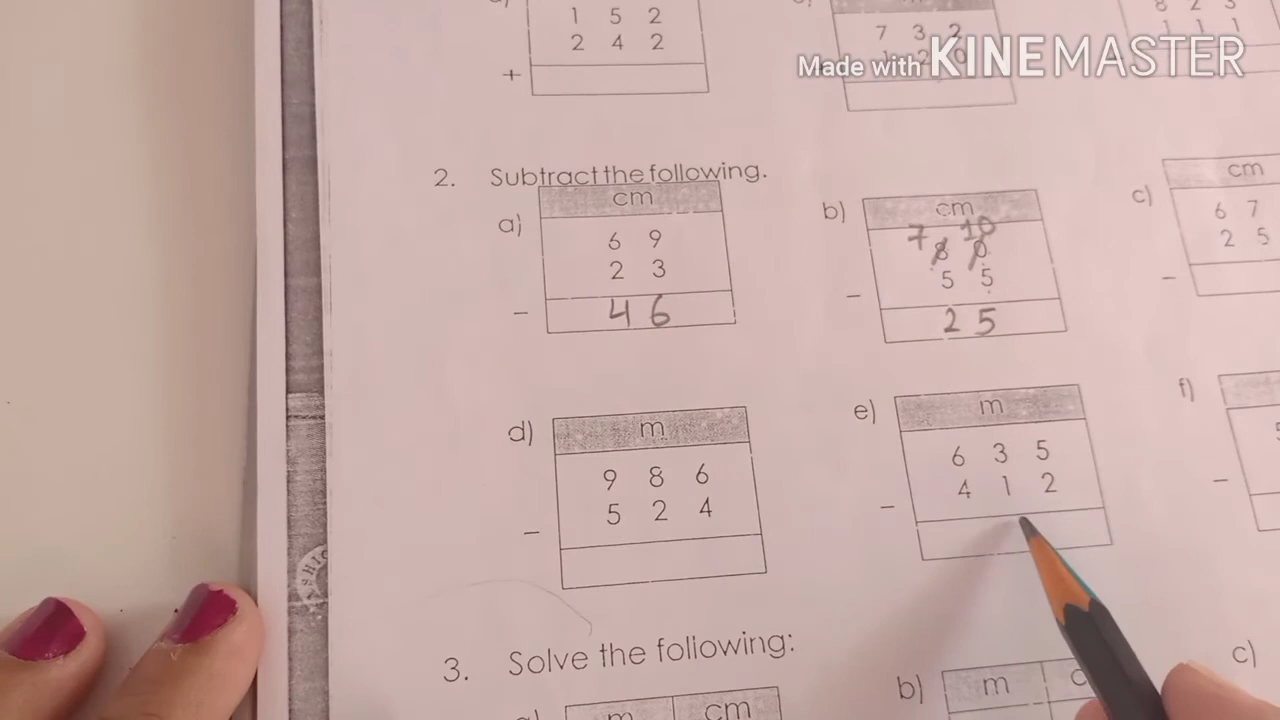 1 5 2
2 4 2
+
7 3 2
1 1 1
Made with KINEMASTER
2. Subtract the following.
a)
cm
6 9
2 3
-
4 6
b)
cm
7 10
8 0
5 5
-
2 5
c)
cm
6 7
2 5
-
d)
m
9 8 6
5 2 4
-
e)
m
6 3 5
4 1 2
-
f)
-
3. Solve the following:
m
cm
b)
m
c)